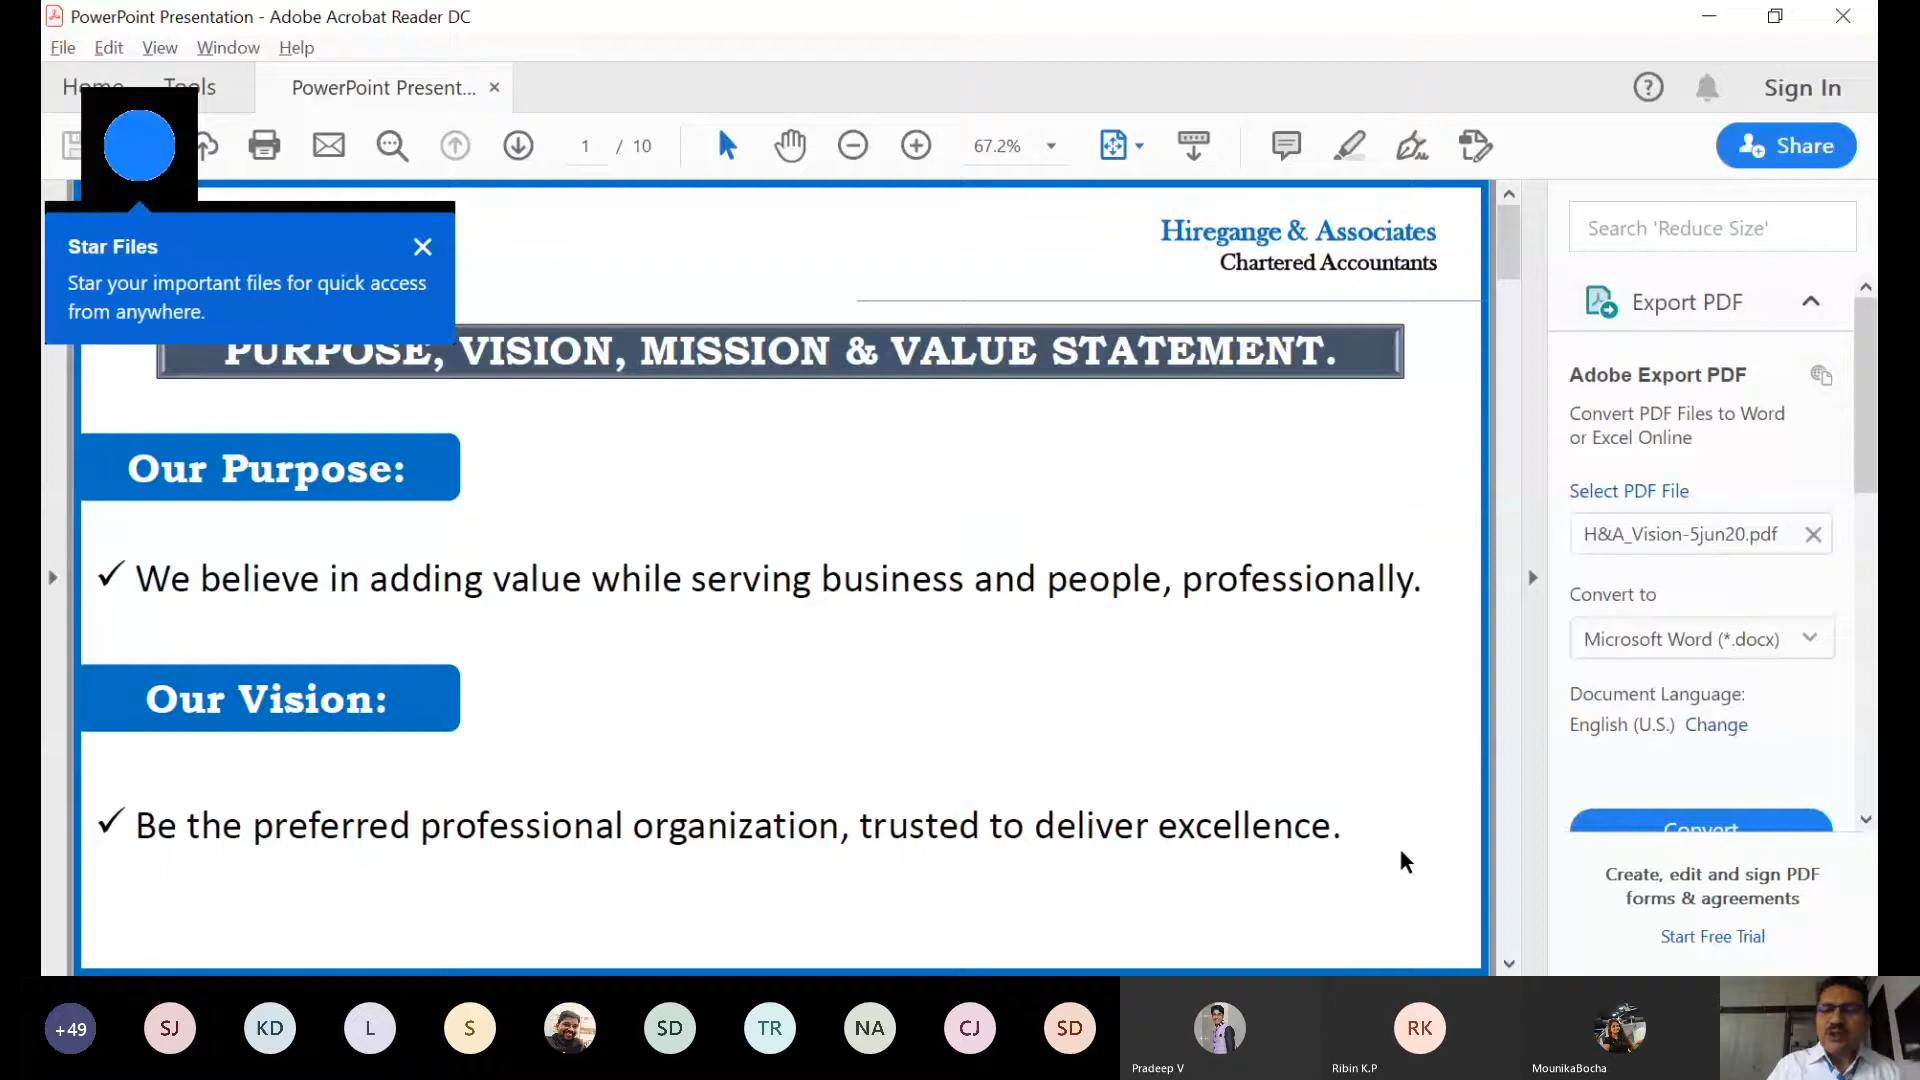 PowerPoint Presentation - Adobe Acrobat Reader DC
File Edit View Window Help
Home Tools PowerPoint Present... Sign In
1 / 10 67.2% Share
Star Files
Star your important files for quick access
from anywhere.
Hiregange & Associates
Chartered Accountants
PURPOSE, VISION, MISSION & VALUE STATEMENT.
Our Purpose:
✓ We believe in adding value while serving business and people, professionally.
Our Vision:
✓ Be the preferred professional organization, trusted to deliver excellence.
Search 'Reduce Size'
Export PDF
Adobe Export PDF
Convert PDF Files to Word
or Excel Online
Select PDF File
H&A_Vision-5jun20.pdf
Convert to
Microsoft Word (*.docx)
Document Language:
English (U.S.) Change
Convert
Create, edit and sign PDF
forms & agreements
Start Free Trial
+49 SJ KD L S SD TR NA CJ SD RK
Pradeep V Ribin K.P MounikaBocha